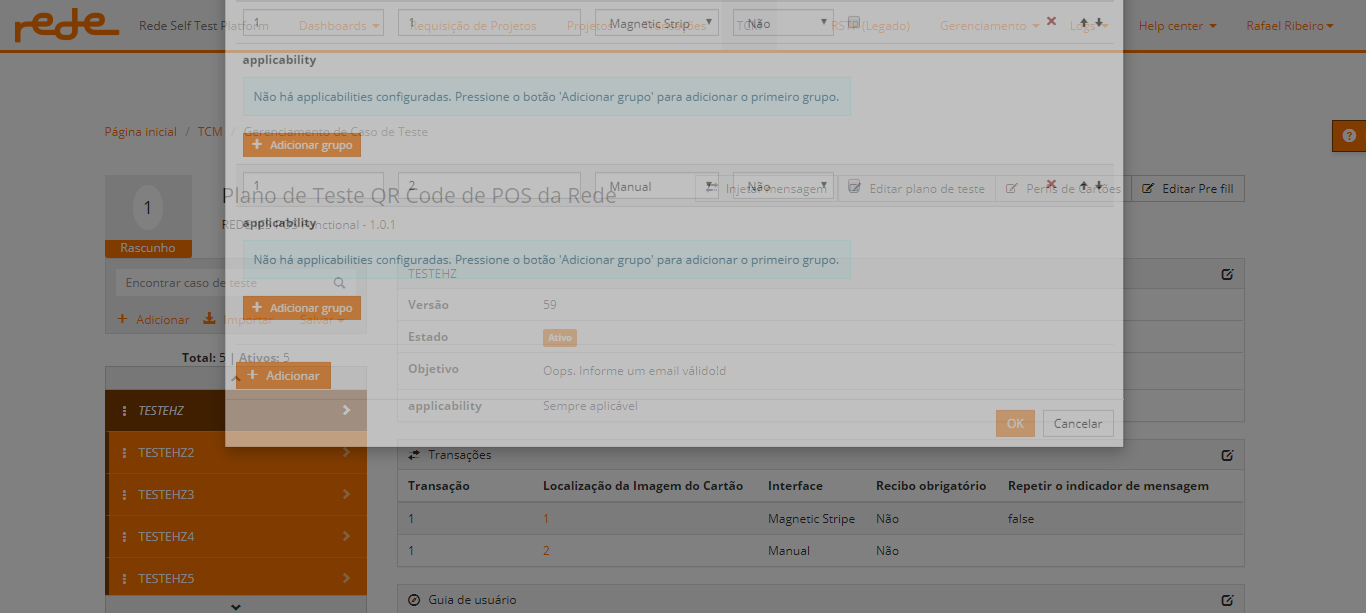 rede
Rede Self Test Platform
Dashboards
Requisição de Projetos
Projetos
TCM
RSTP (Legado)
Gerenciamento
Logs
Help center
Rafael Ribeiro
1
1
Magnetic Strip
Não
applicability
Não há applicabilities configuradas. Pressione o botão 'Adicionar grupo' para adicionar o primeiro grupo.
Página inicial / TCM / Gerenciamento de Caso de Teste
+ Adicionar grupo
1
2
Manual
Não
1
Rascunho
Plano de Teste QR Code de POS da Rede
Injetar mensagem
Editar plano de teste
Perfis de Cartões
Editar Pre fill
Functional - 1.0.1
applicability
Não há applicabilities configuradas. Pressione o botão 'Adicionar grupo' para adicionar o primeiro grupo.
Encontrar caso de teste
TESTEHZ
+ Adicionar grupo
+ Adicionar
Importar
Salvar
Versão 59
Estado Ativo
Total: 5 | Ativos: 5
+ Adicionar
Objetivo Oops. Informe um email válidold
applicability Sempre aplicável
OK
Cancelar
TESTEHZ
TESTEHZ2
TESTEHZ3
TESTEHZ4
TESTEHZ5
Transações
Transação Localização da Imagem do Cartão Interface Recibo obrigatório Repetir o indicador de mensagem
1 1 Magnetic Stripe Não false
1 2 Manual Não
Guia de usuário